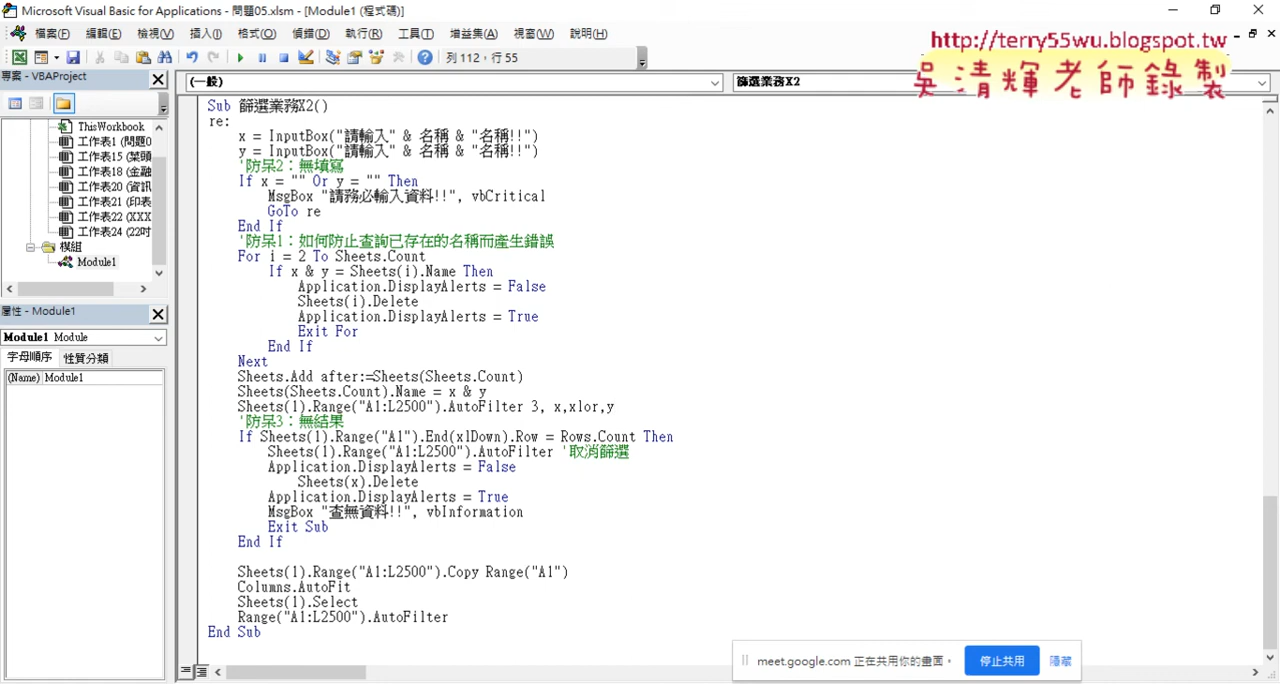 Microsoft Visual Basic for Applications - 問題05.xlsm - [Module1 (程式碼)]
http://terry55wu.blogspot.tw
吳清輝老師錄製
檔案(F) 編輯(E) 檢視(V) 插入(I) 格式(O) 偵錯(D) 執行(R) 工具(T) 增益集(A) 視窗(W) 說明(H)
列 112，行 55
專案 - VBAProject
(一般)
篩選業務X2
ThisWorkbook
工作表1 (問題0
工作表15 (菜頭
工作表18 (金融
工作表20 (資訊
工作表21 (印表
工作表22 (XXX
工作表24 (22吋
模組
Module1
屬性 - Module1
Module1 Module
字母順序 性質分類
(Name) Module1
Sub 篩選業務X2()
re:
x = InputBox("請輸入" & 名稱 & "名稱!!")
y = InputBox("請輸入" & 名稱 & "名稱!!")
'防呆2：無填寫
If x = "" Or y = "" Then
MsgBox "請務必輸入資料!!", vbCritical
GoTo re
End If
'防呆1：如何防止查詢已存在的名稱而產生錯誤
For i = 2 To Sheets.Count
If x & y = Sheets(i).Name Then
Application.DisplayAlerts = False
Sheets(i).Delete
Application.DisplayAlerts = True
Exit For
End If
Next
Sheets.Add after:=Sheets(Sheets.Count)
Sheets(Sheets.Count).Name = x & y
Sheets(1).Range("A1:L2500").AutoFilter 3, x,xlor,y
'防呆3：無結果
If Sheets(1).Range("A1").End(xlDown).Row = Rows.Count Then
Sheets(1).Range("A1:L2500").AutoFilter '取消篩選
Application.DisplayAlerts = False
Sheets(x).Delete
Application.DisplayAlerts = True
MsgBox "查無資料!!", vbInformation
Exit Sub
End If
Sheets(1).Range("A1:L2500").Copy Range("A1")
Columns.AutoFit
Sheets(1).Select
Range("A1:L2500").AutoFilter
End Sub
meet.google.com 正在共用你的畫面。 停止共用 隱藏